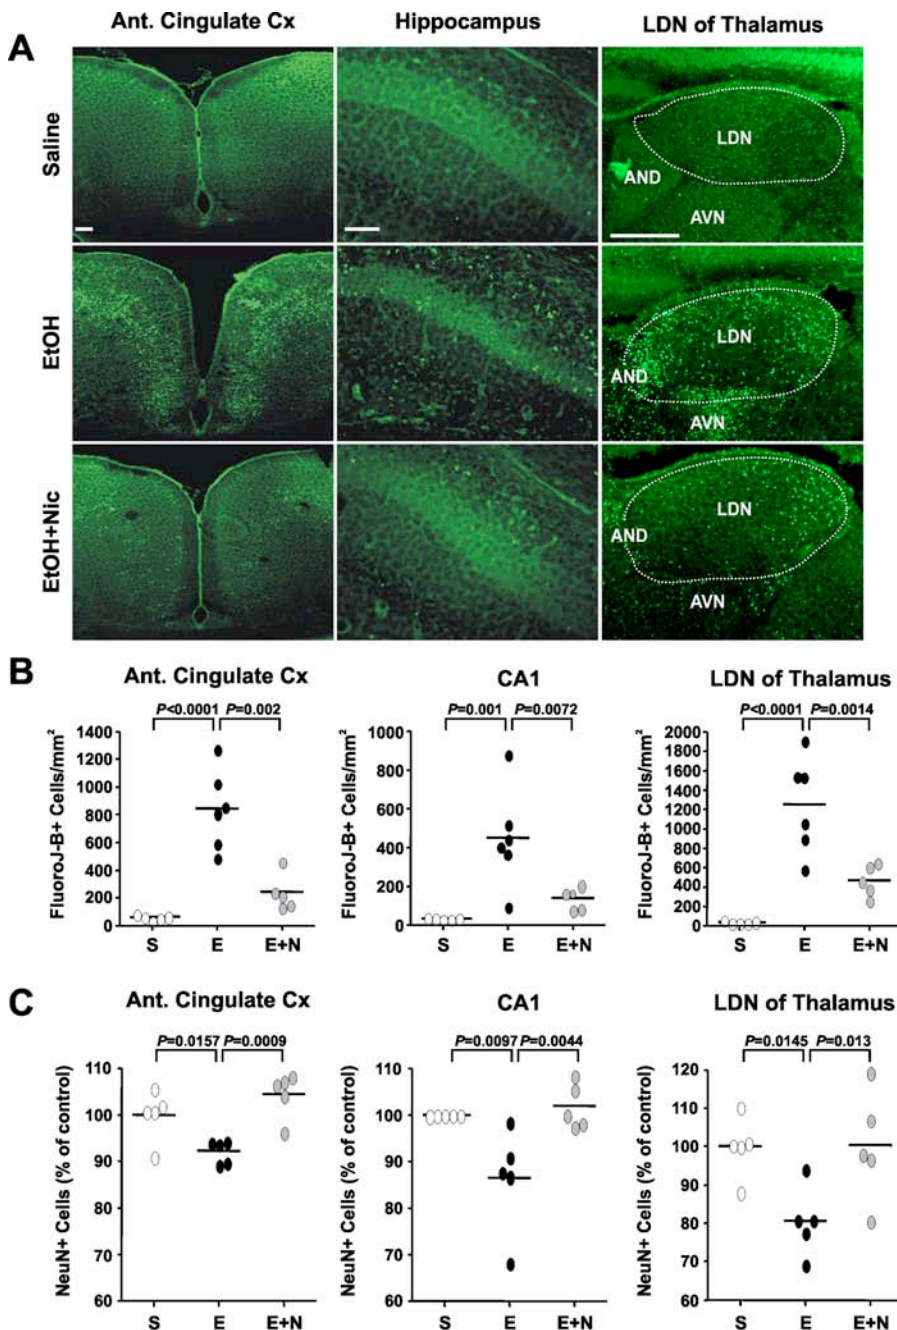 Ant. Cingulate Cx Hippocampus LDN of Thalamus
A
Saline
LDN
AND
AVN
EtOH
LDN
AND
AVN
EtOH+Nic
LDN
AND
AVN
B
Ant. Cingulate Cx CA1 LDN of Thalamus
P<0.0001 P=0.002
FluoroJ-B+ Cells/mm²
1400
1200
1000
800
600
400
200
0
S E E+N
P=0.001 P=0.0072
FluoroJ-B+ Cells/mm²
1000
800
600
400
200
0
S E E+N
P<0.0001 P=0.0014
FluoroJ-B+ Cells/mm²
2000
1800
1600
1400
1200
1000
800
600
400
200
0
S E E+N
C
Ant. Cingulate Cx CA1 LDN of Thalamus
P=0.0157 P=0.0009
NeuN+ Cells (% of control)
110
100
90
80
70
60
S E E+N
P=0.0097 P=0.0044
NeuN+ Cells (% of control)
110
100
90
80
70
60
S E E+N
P=0.0145 P=0.013
NeuN+ Cells (% of control)
120
110
100
90
80
70
60
S E E+N